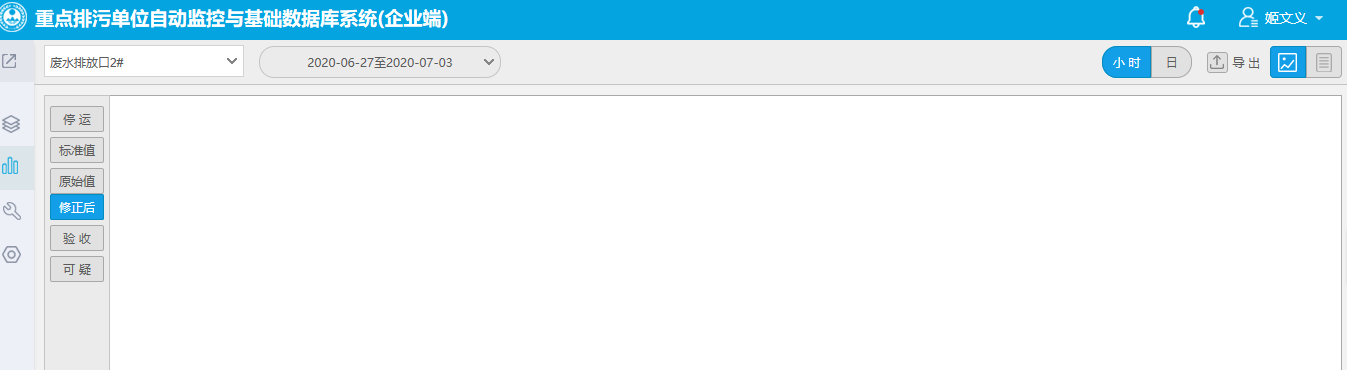 重点排污单位自动监控与基础数据库系统(企业端)
姬文义
废水排放口2#
2020-06-27至2020-07-03
小时
日
导出
停运
标准值
原始值
修正后
验收
可疑